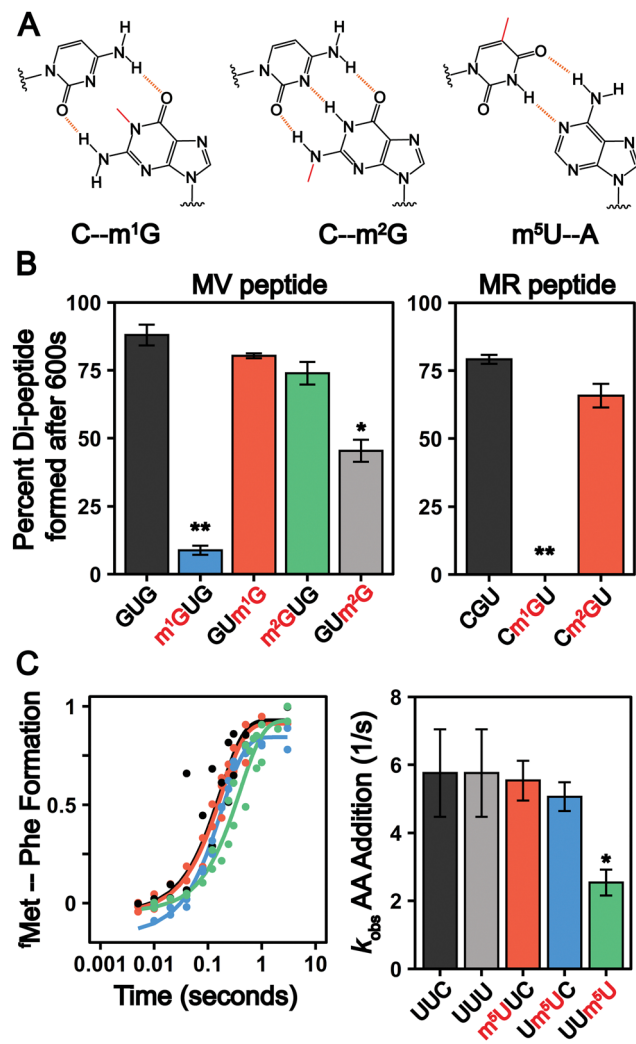 A
N
N
O
N
H
H
O
H
N
H
N
N
O
N
N
C--m¹G
N
N
O
N
H
H
H
N
H
N
N
O
N
N
C--m²G
N
N
O
O
H
H
N
H
N
N
N
N
m⁵U--A
B
MV peptide
MR peptide
Percent Di-peptide
formed after 600s
100
75
50
25
0
**
*
GUG
m¹GUG
GUm¹G
m²GUG
GUm²G
100
75
50
25
0
**
CGU
Cm¹GU
Cm²GU
C
fMet -- Phe Formation
1
0.5
0
0.001
0.01
0.1
1
10
Time (seconds)
kobs AA Addition (1/s)
8
6
4
2
0
*
UUC
UUU
m⁵UUC
Um⁵UC
UUm⁵U